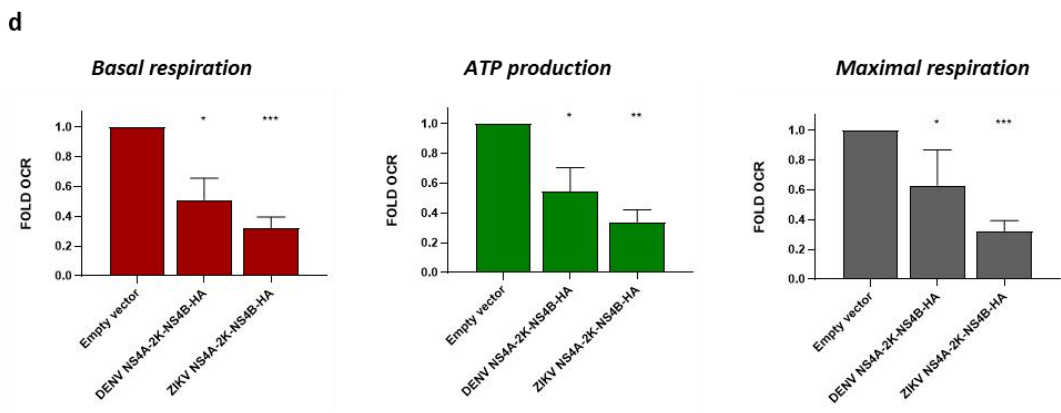 d
Basal respiration
FOLD OCR
1.0
0.8
0.6
0.4
0.2
0.0
*
***
Empty vector
DENV NS4A-2K-NS4B-HA
ZIKV NS4A-2K-NS4B-HA
ATP production
FOLD OCR
1.0
0.8
0.6
0.4
0.2
0.0
*
**
Empty vector
DENV NS4A-2K-NS4B-HA
ZIKV NS4A-2K-NS4B-HA
Maximal respiration
FOLD OCR
1.0
0.8
0.6
0.4
0.2
0.0
*
***
Empty vector
DENV NS4A-2K-NS4B-HA
ZIKV NS4A-2K-NS4B-HA